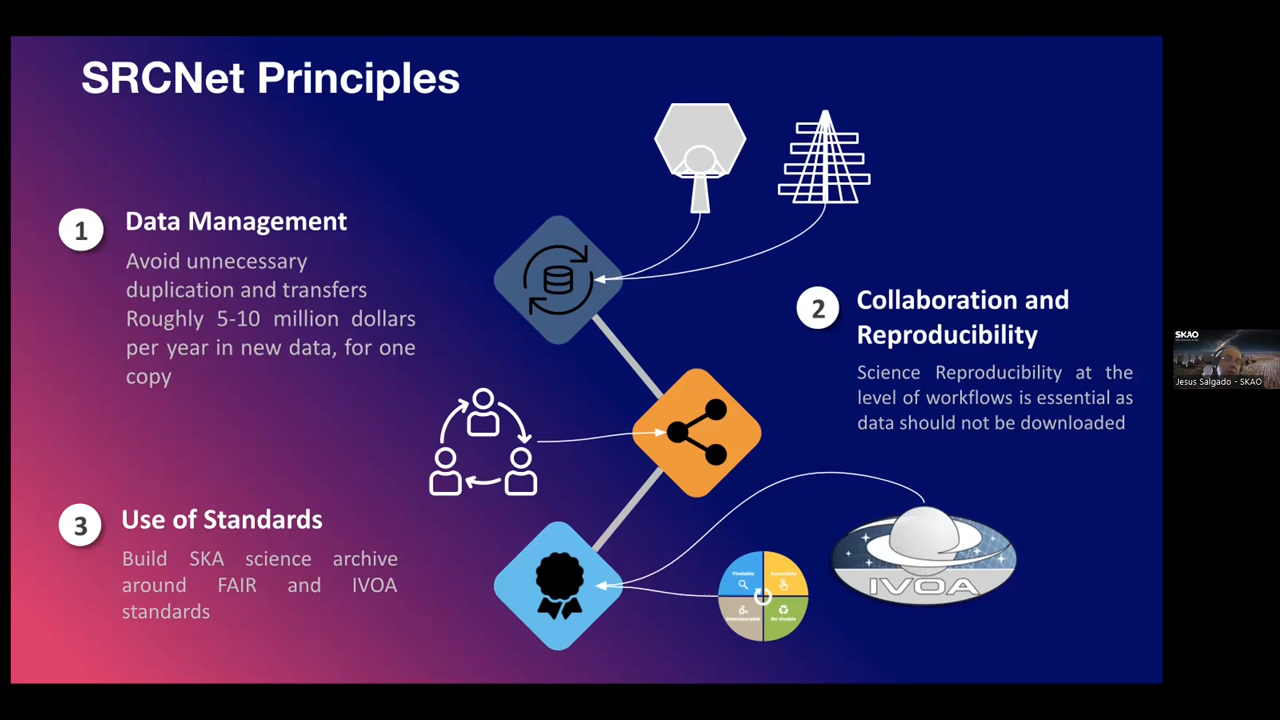 SRCNet Principles
1
Data Management
Avoid unnecessary
duplication and transfers
Roughly 5-10 million dollars
per year in new data, for one
copy
2
Collaboration and
Reproducibility
Science Reproducibility at the
level of workflows is essential as
data should not be downloaded
3
Use of Standards
Build SKA science archive
around FAIR and IVOA
standards
Findable
Accessible
Interoperable
Re-usable
IVOA
SKAO
Jesus Salgado - SKAO